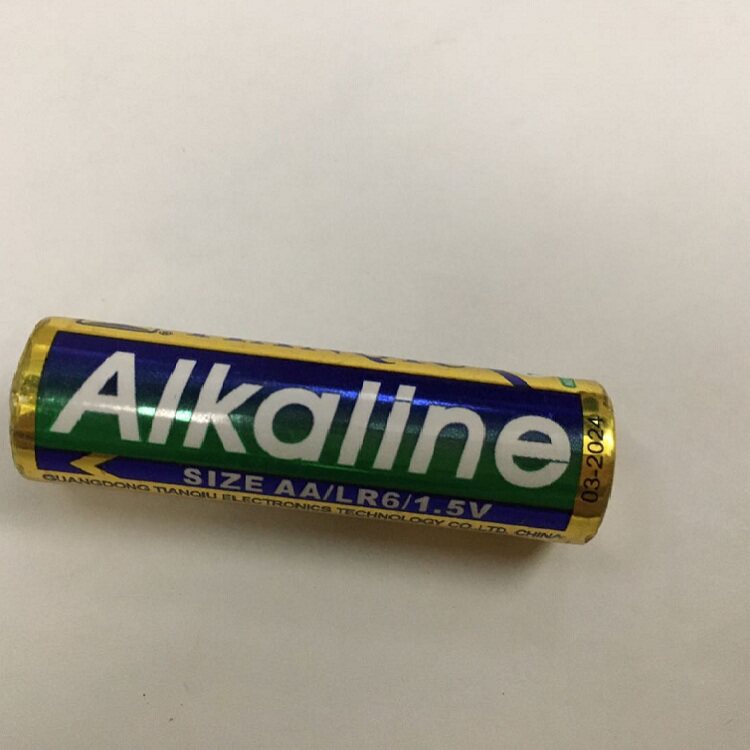 Alkaline
SIZE AA/LR6/1.5V
GUANGDONG TIANQIU ELECTRONICS TECHNOLOGY CO.LTD. CHINA
03-2024